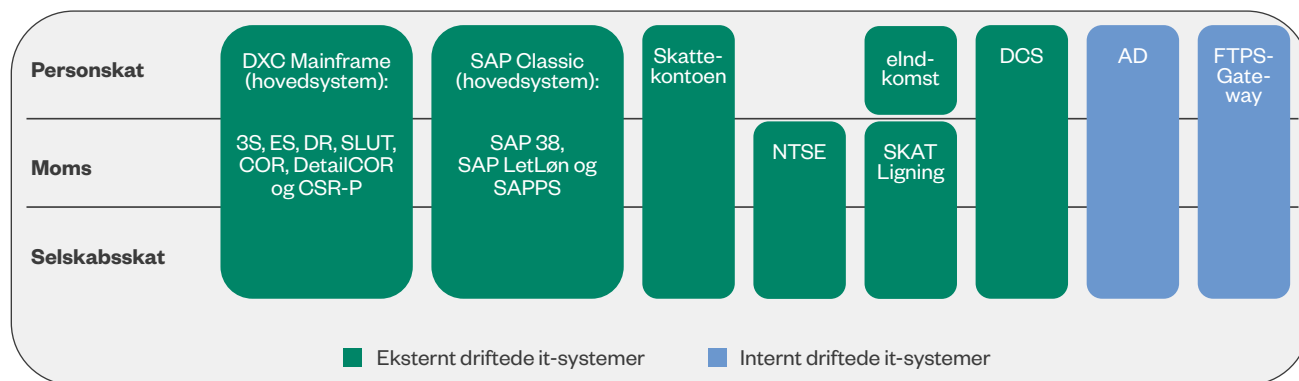 Personskat
Moms
Selskabsskat
DXC Mainframe
(hovedsystem):
3S, ES, DR, SLUT,
COR, DetailCOR
og CSR-P
SAP Classic
(hovedsystem):
SAP 38,
SAP LetLøn og
SAPPS
Skatte-
kontoen
NTSE
eInd-
komst
SKAT
Ligning
DCS
AD
FTPS-
Gate-
way
Eksternt driftede it-systemer
Internt driftede it-systemer